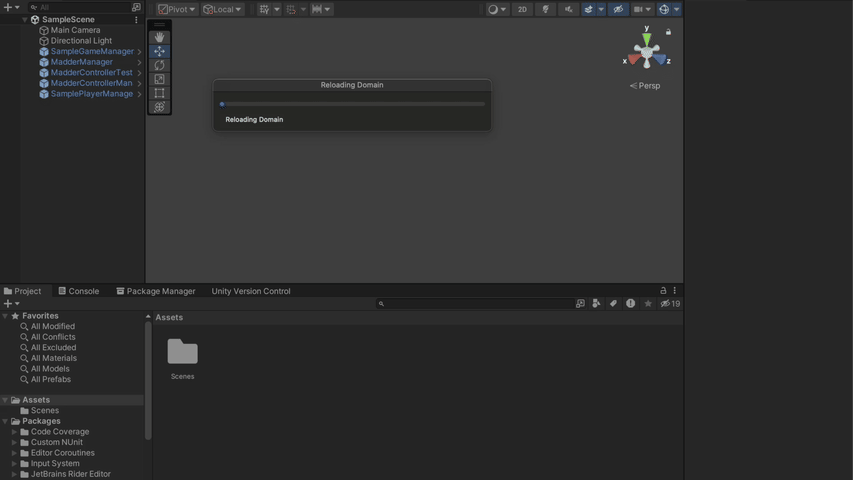 All
Pivot
Local
2D
SampleScene
Main Camera
Directional Light
SampleGameManager
MadderManager
MadderControllerTest
MadderControllerMan
SamplePlayerManage
y
x
z
Persp
Reloading Domain
Reloading Domain
Project
Console
Package Manager
Unity Version Control
19
Favorites
All Modified
All Conflicts
All Excluded
All Materials
All Models
All Prefabs
Assets
Scenes
Packages
Code Coverage
Custom NUnit
Editor Coroutines
Input System
JetBrains Rider Editor
Assets
Scenes